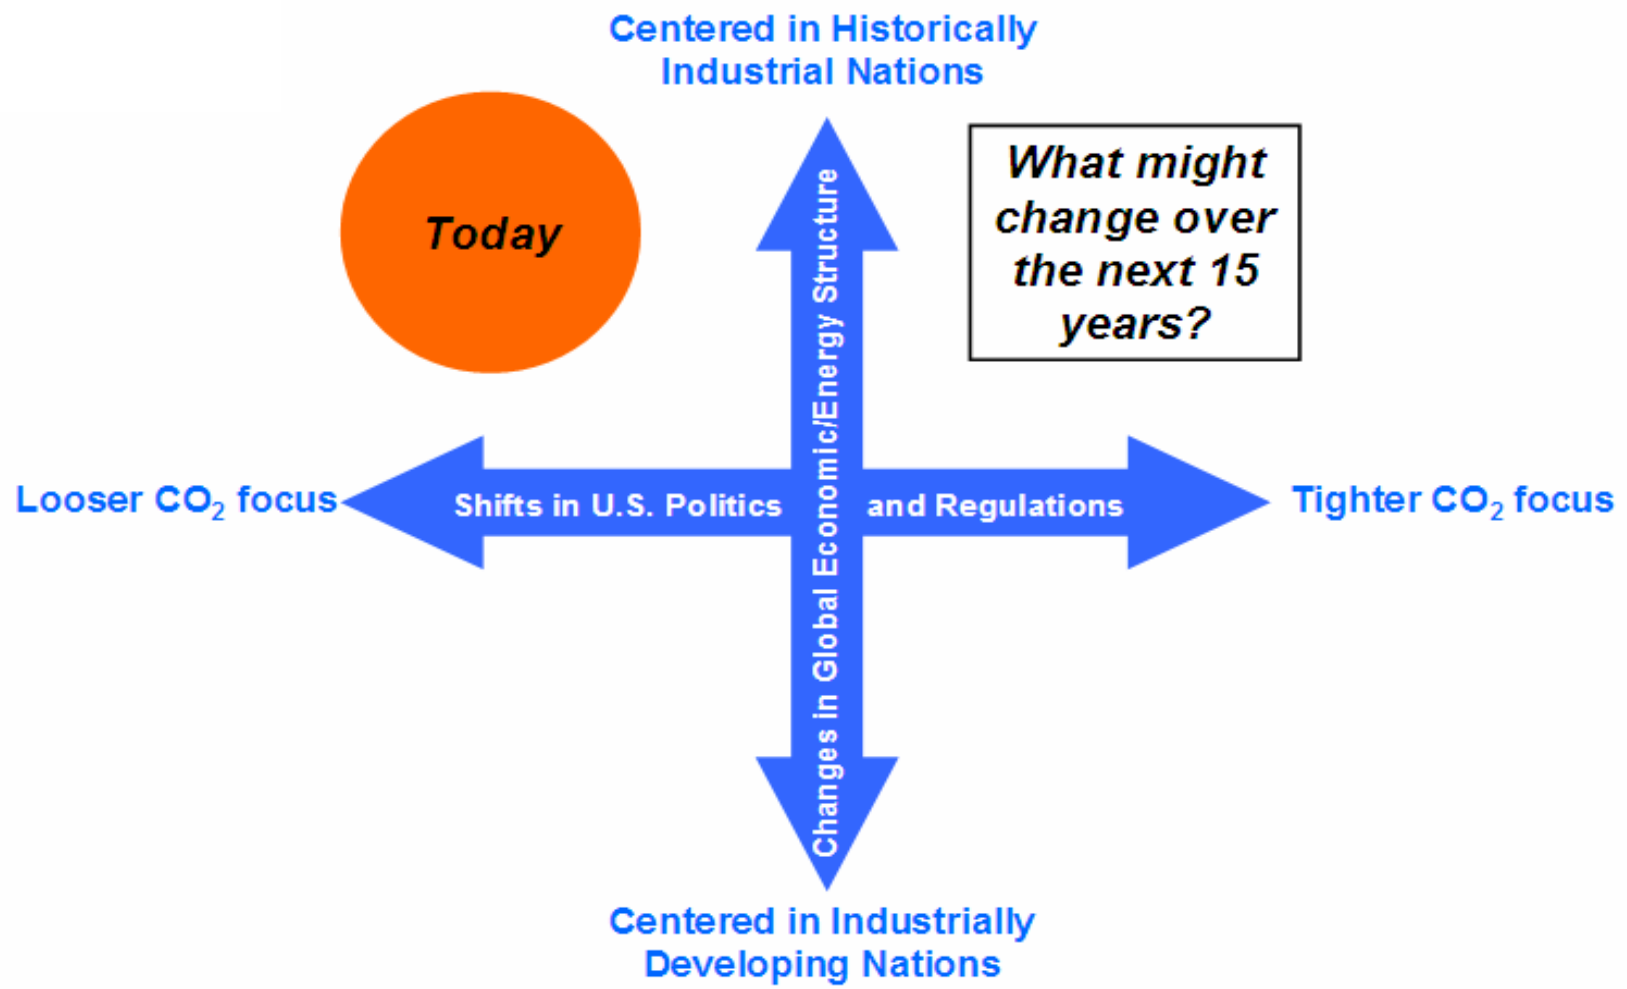 Centered in Historically
Industrial Nations
Today
What might
change over
the next 15
years?
Changes in Global Economic/Energy Structure
Looser CO₂ focus
Shifts in U.S. Politics and Regulations
Tighter CO₂ focus
Centered in Industrially
Developing Nations